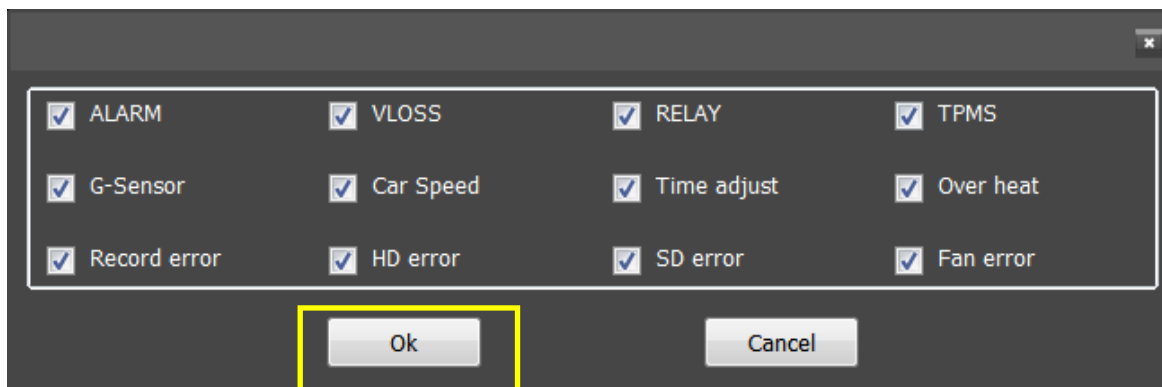 ALARM VLOSS RELAY TPMS
G-Sensor Car Speed Time adjust Over heat
Record error HD error SD error Fan error
Ok Cancel